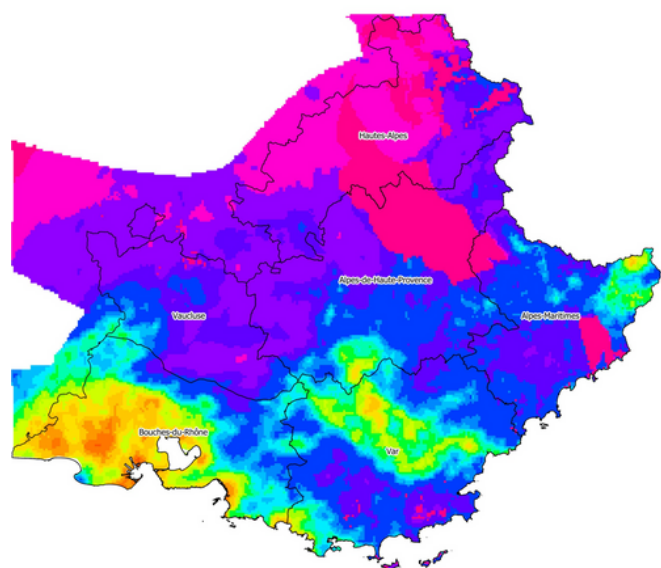 Hautes-Alpes
Alpes-de-Haute-Provence
Vaucluse
Alpes-Maritimes
Bouches-du-Rhône
Var